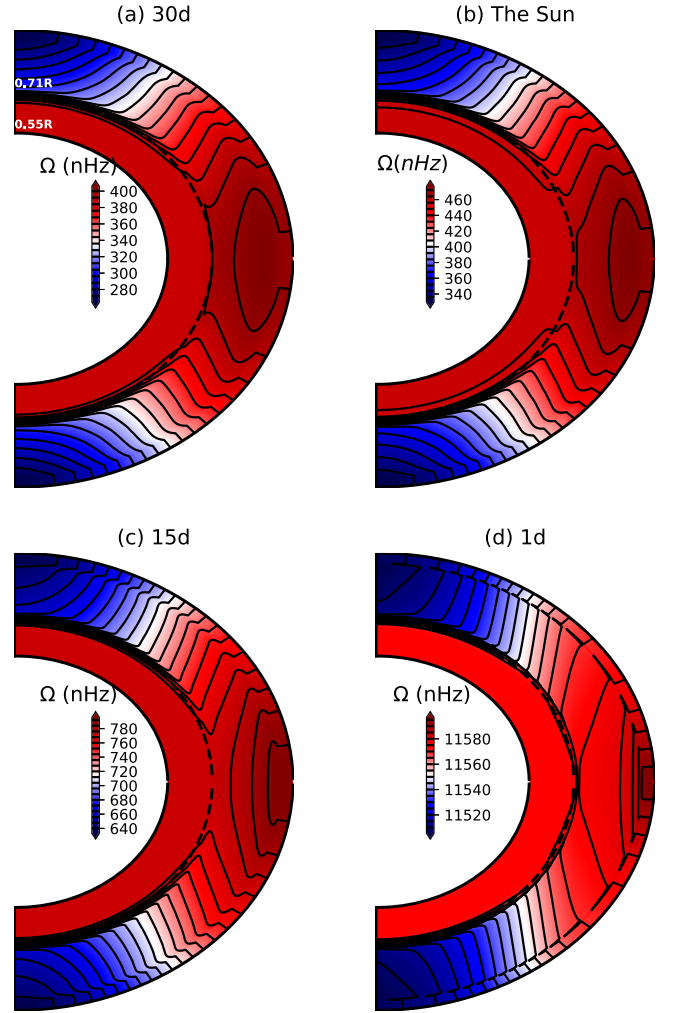 (a) 30d
(b) The Sun
0.71R
0.55R
Ω (nHz)
400
380
360
340
320
300
280
Ω(nHz)
460
440
420
400
380
360
340
(c) 15d
(d) 1d
Ω (nHz)
780
760
740
720
700
680
660
640
Ω (nHz)
11580
11560
11540
11520